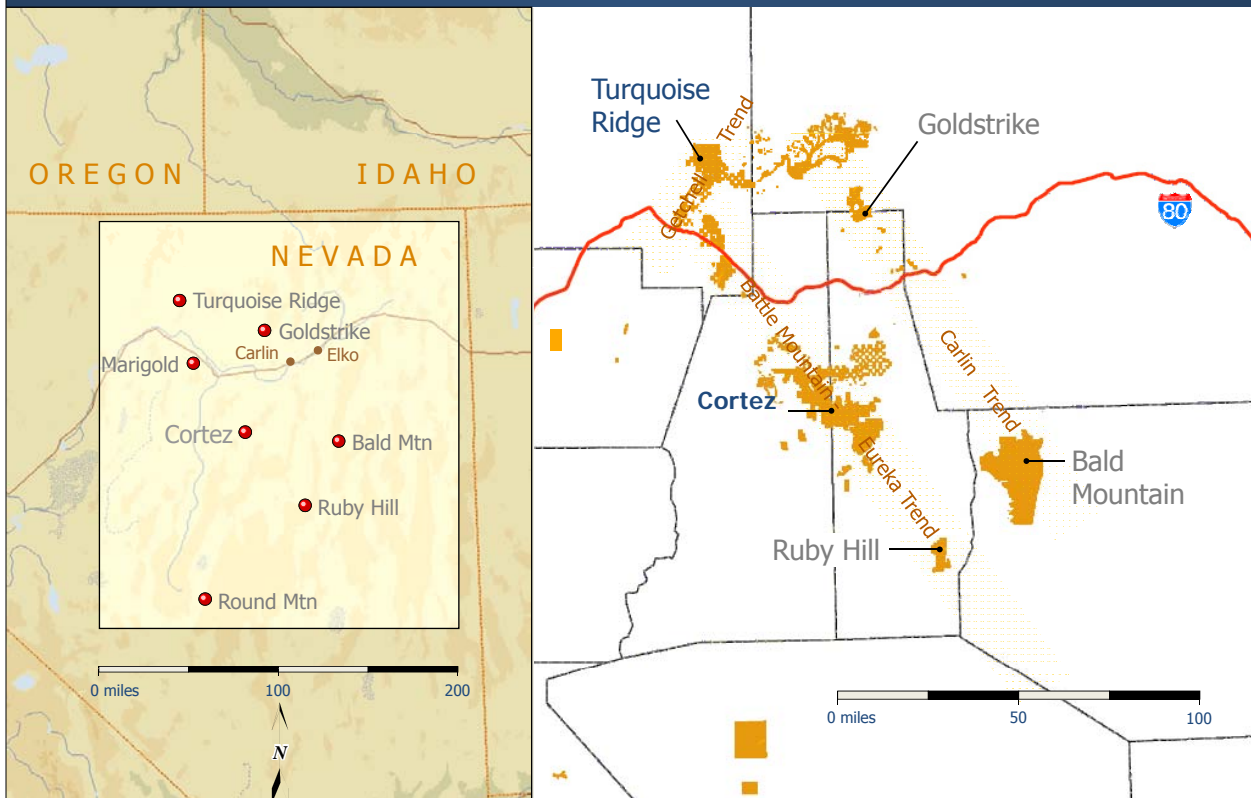 OREGON
IDAHO
NEVADA
Turquoise Ridge
Goldstrike
Carlin
Elko
Marigold
Cortez
Bald Mtn
Ruby Hill
Round Mtn
0 miles 100 200
N
Turquoise
Ridge
Getchell Trend
Goldstrike
80
Battle Mountain -
Carlin Trend
Cortez
Eureka Trend
Bald
Mountain
Ruby Hill
0 miles 50 100